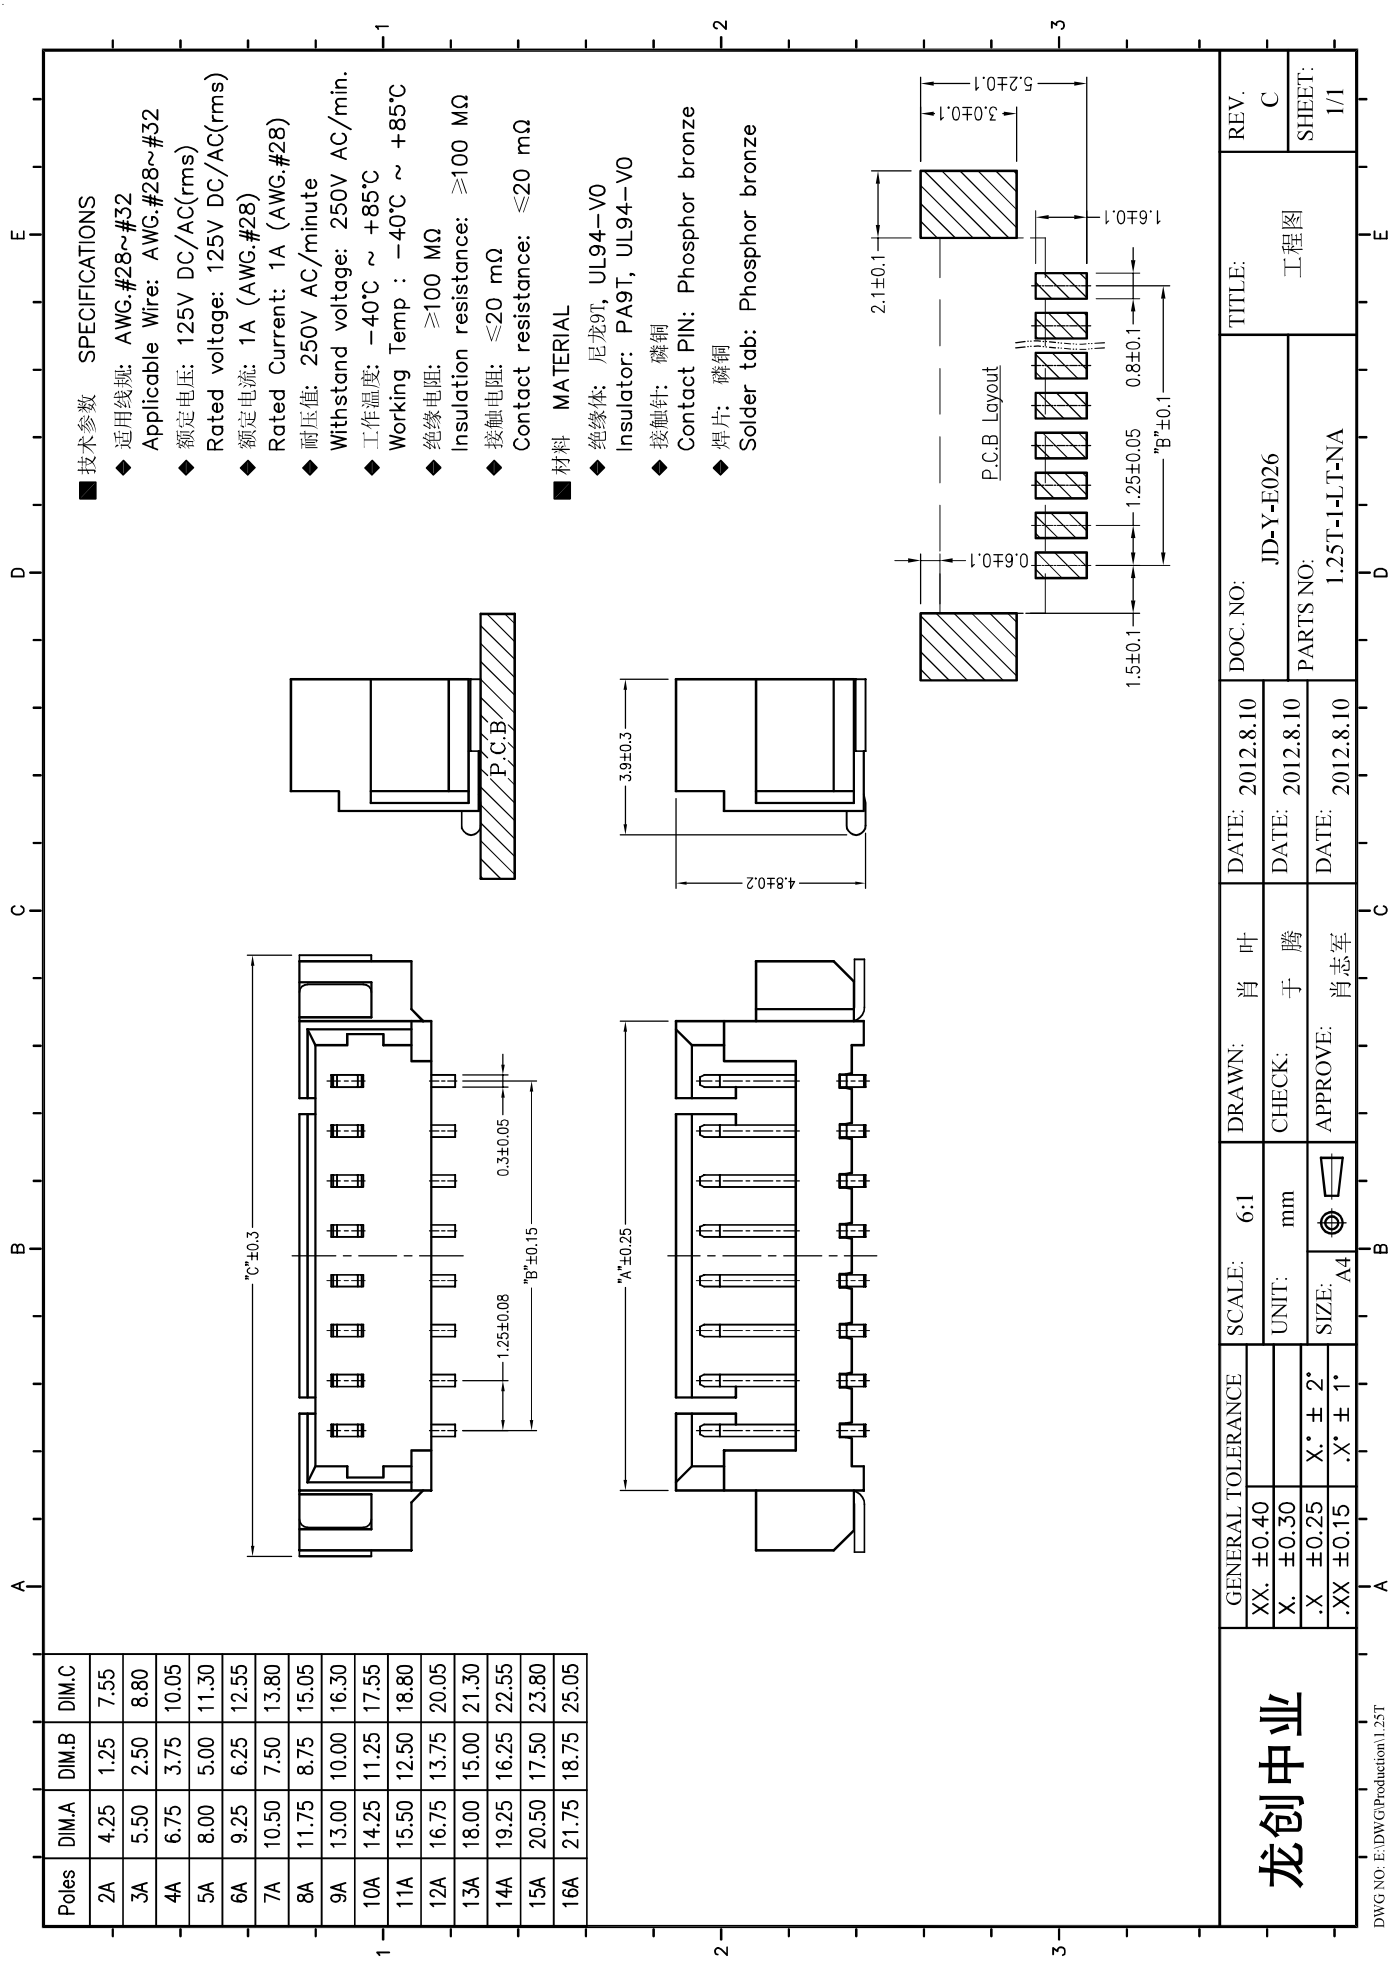 1
2
3
A
B
C
D
E
Poles DIM.A DIM.B DIM.C
2A 4.25 1.25 7.55
3A 5.50 2.50 8.80
4A 6.75 3.75 10.05
5A 8.00 5.00 11.30
6A 9.25 6.25 12.55
7A 10.50 7.50 13.80
8A 11.75 8.75 15.05
9A 13.00 10.00 16.30
10A 14.25 11.25 17.55
11A 15.50 12.50 18.80
12A 16.75 13.75 20.05
13A 18.00 15.00 21.30
14A 19.25 16.25 22.55
15A 20.50 17.50 23.80
16A 21.75 18.75 25.05
"C"±0.3
0.3±0.05
1.25±0.08
"B"±0.15
"A"±0.25
P.C.B
3.9±0.3
4.8±0.2
■ 技术参数 SPECIFICATIONS
◆ 适用线规: AWG.#28~#32
Applicable Wire: AWG.#28~#32
◆ 额定电压: 125V DC/AC(rms)
Rated voltage: 125V DC/AC(rms)
◆ 额定电流: 1A (AWG.#28)
Rated Current: 1A (AWG.#28)
◆ 耐压值: 250V AC/minute
Withstand voltage: 250V AC/min.
◆ 工作温度: -40℃ ~ +85℃
Working Temp : -40℃ ~ +85℃
◆ 绝缘电阻: ≥100 MΩ
Insulation resistance: ≥100 MΩ
◆ 接触电阻: ≤20 mΩ
Contact resistance: ≤20 mΩ
■ 材料 MATERIAL
◆ 绝缘体: 尼龙9T, UL94-V0
Insulator: PA9T, UL94-V0
◆ 接触针: 磷铜
Contact PIN: Phosphor bronze
◆ 焊片: 磷铜
Solder tab: Phosphor bronze
2.1±0.1
3.0±0.1
5.2±0.1
0.6±0.1
P.C.B Layout
1.6±0.1
1.5±0.1
1.25±0.05
0.8±0.1
"B"±0.1
龙创中业
GENERAL TOLERANCE
XX. ±0.40
X. ±0.30
.X ±0.25 X.° ± 2°
.XX ±0.15 .X° ± 1°
SCALE: 6:1
UNIT: mm
SIZE: A4
DRAWN: 肖 叶
CHECK: 于 腾
APPROVE: 肖志军
DATE: 2012.8.10
DATE: 2012.8.10
DATE: 2012.8.10
DOC. NO:
JD-Y-E026
PARTS NO:
1.25T-1-LT-NA
TITLE:
工程图
REV.
C
SHEET:
1/1
A
B
C
D
E
1
2
3
DWG NO: E:\DWG\Production\1.25T